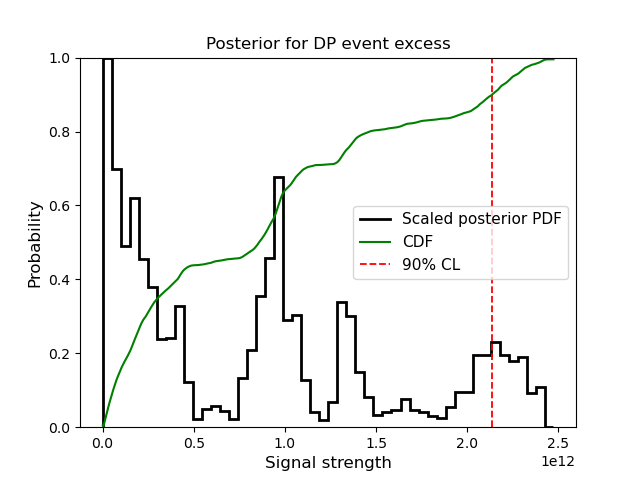 Posterior for DP event excess
Probability
1.0
0.8
0.6
0.4
0.2
0.0
Scaled posterior PDF
CDF
90% CL
0.0 0.5 1.0 1.5 2.0 2.5
1e12
Signal strength